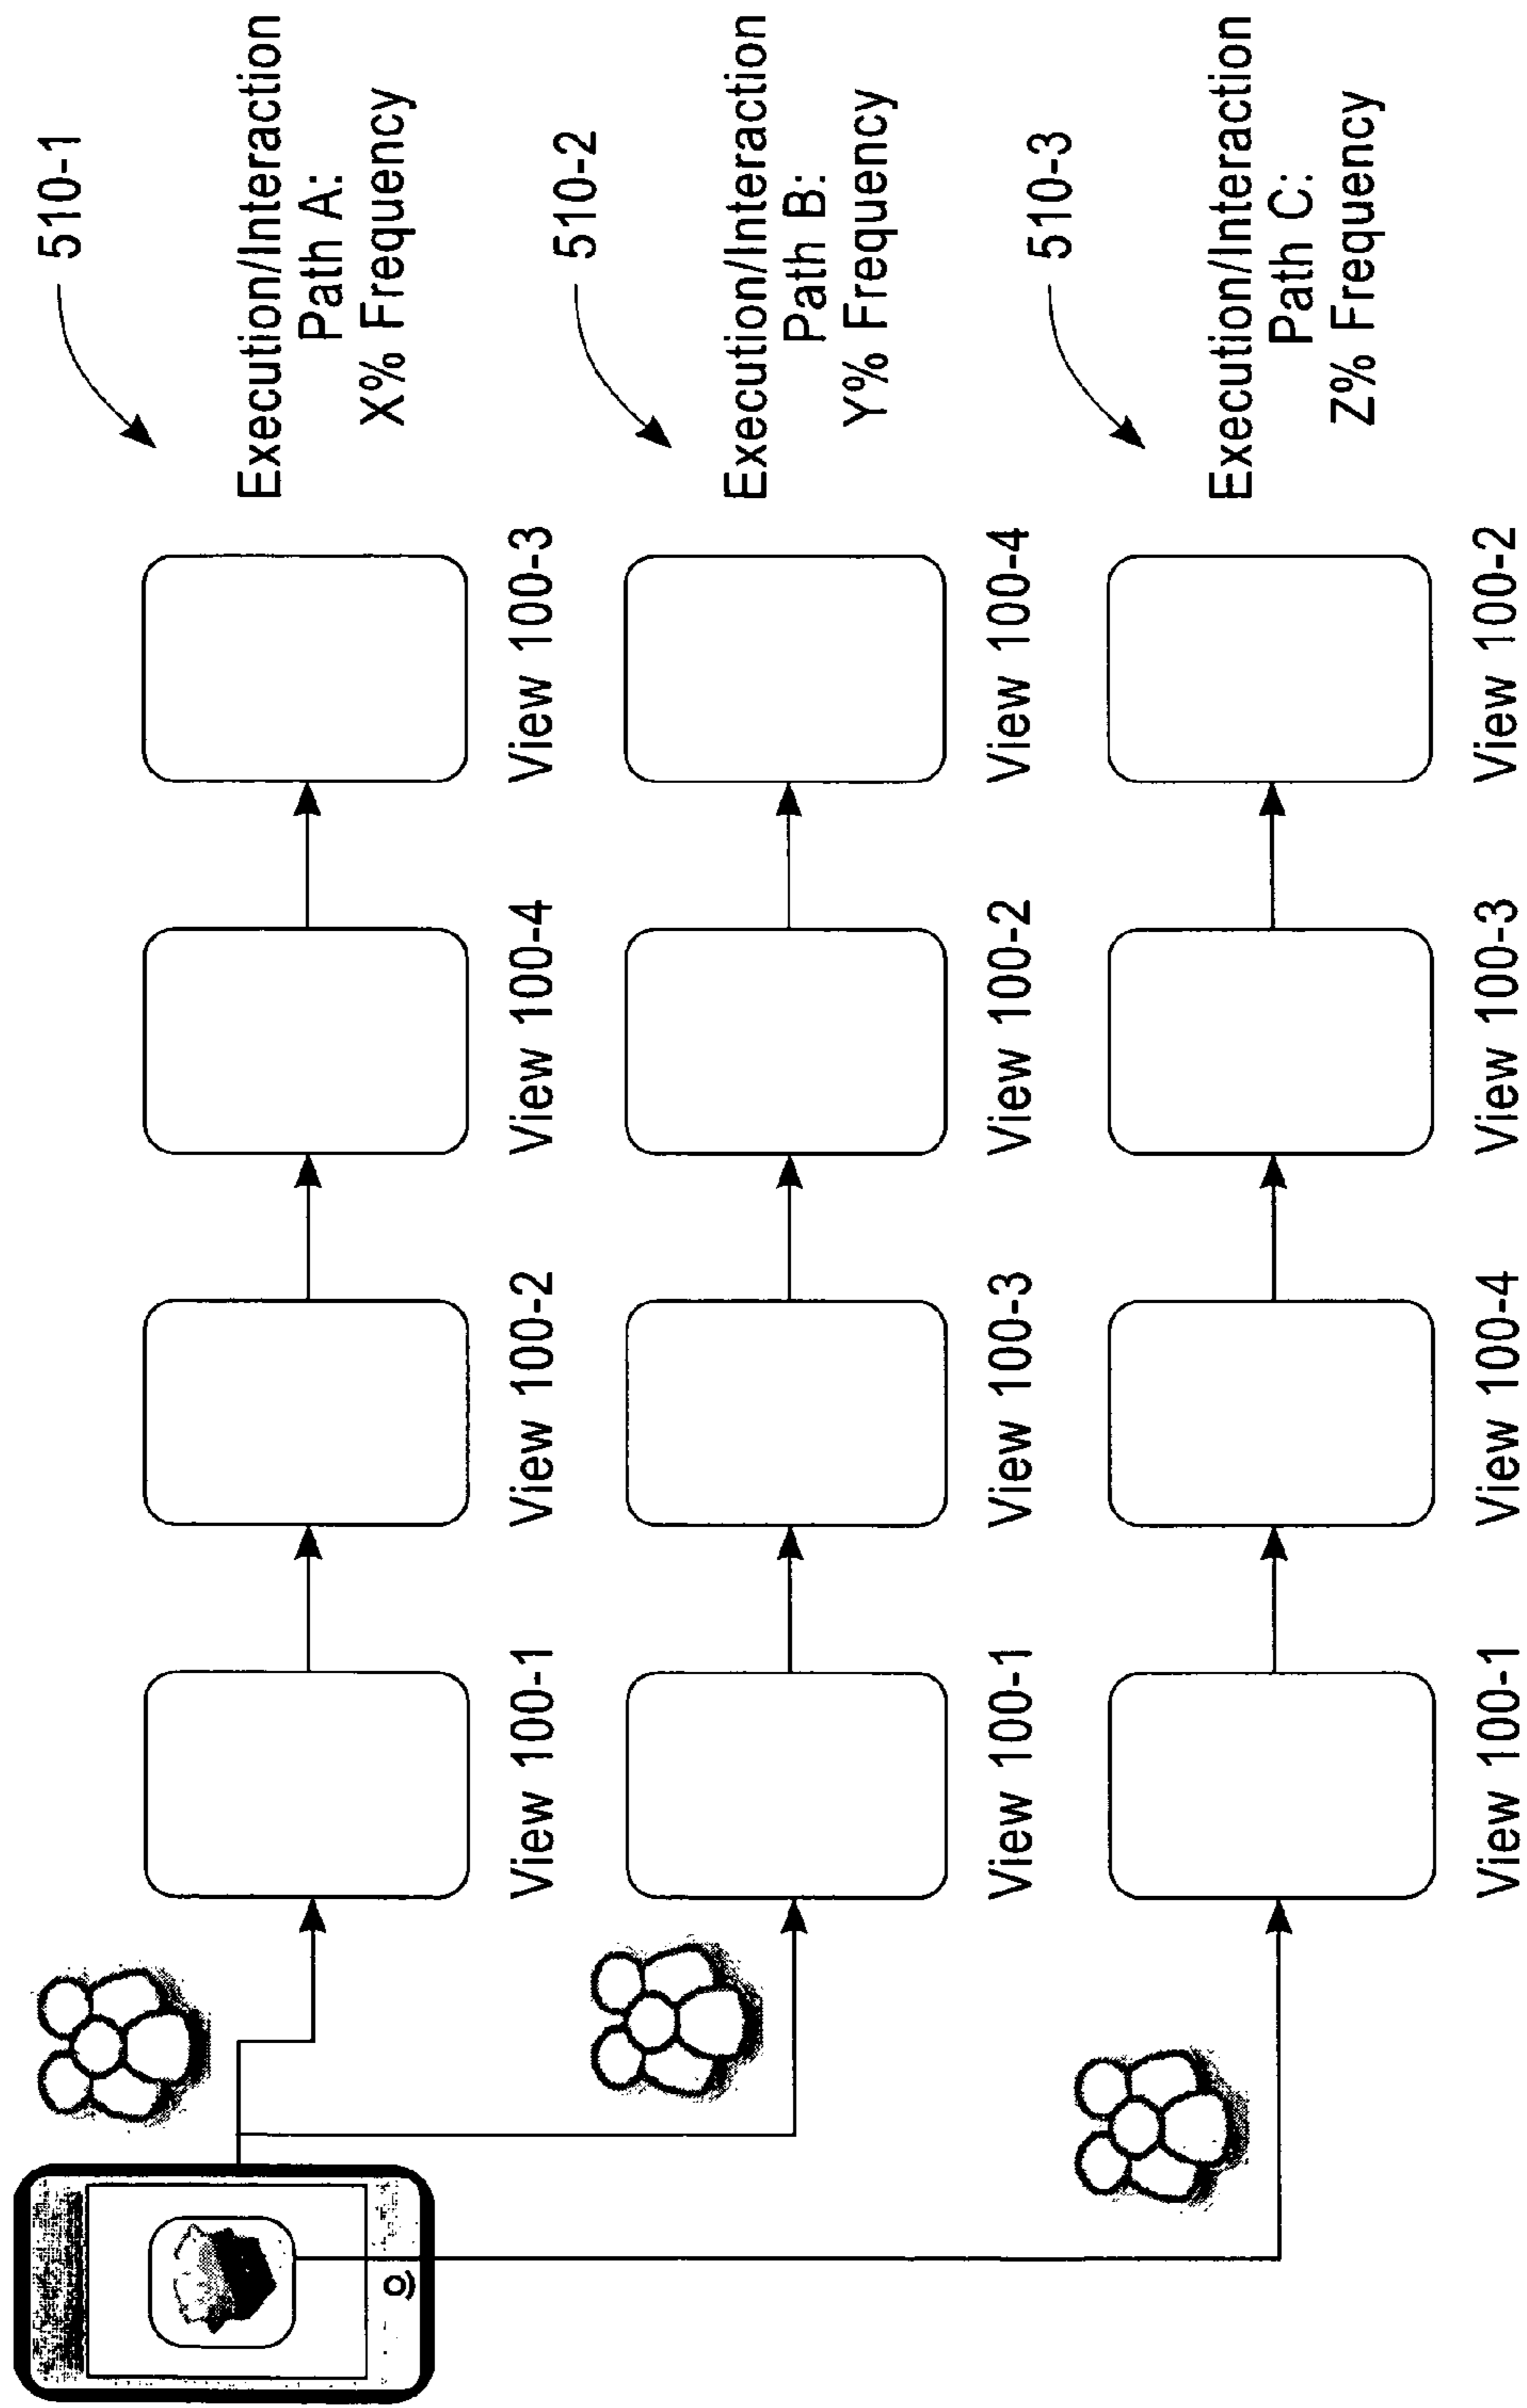 510-1
View 100-1
View 100-2
View 100-4
View 100-3
Execution/Interaction
Path A:
X% Frequency
510-2
View 100-1
View 100-3
View 100-2
View 100-4
Execution/Interaction
Path B:
Y% Frequency
510-3
View 100-1
View 100-4
View 100-3
View 100-2
Execution/Interaction
Path C:
Z% Frequency